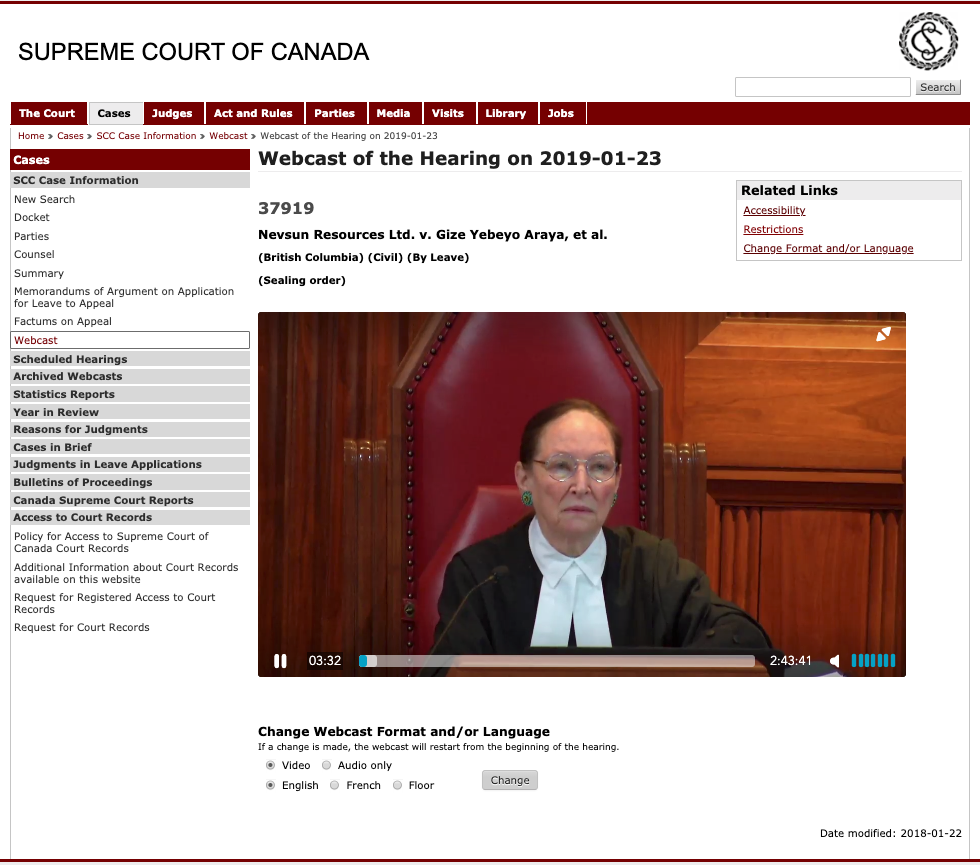 SUPREME COURT OF CANADA
Search
The Court Cases Judges Act and Rules Parties Media Visits Library Jobs
Home » Cases » SCC Case Information » Webcast » Webcast of the Hearing on 2019-01-23
Cases
SCC Case Information
New Search
Docket
Parties
Counsel
Summary
Memorandums of Argument on Application
for Leave to Appeal
Factums on Appeal
Webcast
Scheduled Hearings
Archived Webcasts
Statistics Reports
Year in Review
Reasons for Judgments
Cases in Brief
Judgments in Leave Applications
Bulletins of Proceedings
Canada Supreme Court Reports
Access to Court Records
Policy for Access to Supreme Court of
Canada Court Records
Additional Information about Court Records
available on this website
Request for Registered Access to Court
Records
Request for Court Records
Webcast of the Hearing on 2019-01-23
Related Links
Accessibility
Restrictions
Change Format and/or Language
37919
Nevsun Resources Ltd. v. Gize Yebeyo Araya, et al.
(British Columbia) (Civil) (By Leave)
(Sealing order)
03:32 2:43:41
Change Webcast Format and/or Language
If a change is made, the webcast will restart from the beginning of the hearing.
Video Audio only
English French Floor
Change
Date modified: 2018-01-22